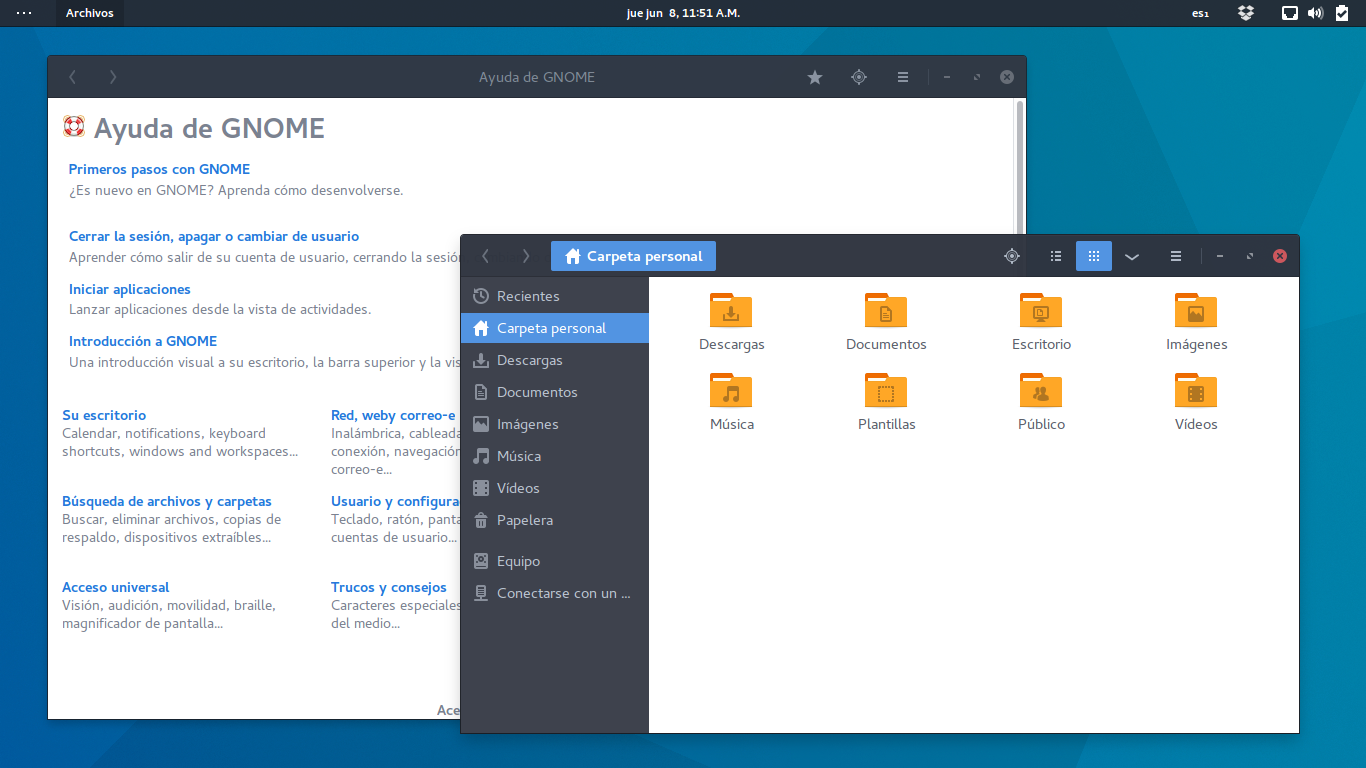 Archivos
jue jun 8, 11:51 A.M.
es₁
Ayuda de GNOME
Ayuda de GNOME
Primeros pasos con GNOME
¿Es nuevo en GNOME? Aprenda cómo desenvolverse.
Cerrar la sesión, apagar o cambiar de usuario
Aprender cómo salir de su cuenta de usuario, cerrando la sesión
Iniciar aplicaciones
Lanzar aplicaciones desde la vista de actividades.
Introducción a GNOME
Una introducción visual a su escritorio, la barra superior y la vis
Su escritorio
Calendar, notifications, keyboard
shortcuts, windows and workspaces...
Red, weby correo-e
Inalámbrica, cableada
conexión, navegación
correo-e...
Búsqueda de archivos y carpetas
Buscar, eliminar archivos, copias de
respaldo, dispositivos extraíbles...
Usuario y configura
Teclado, ratón, panta
cuentas de usuario...
Acceso universal
Visión, audición, movilidad, braille,
magnificador de pantalla...
Trucos y consejos
Caracteres especiales
del medio...
Ace
Carpeta personal
Recientes
Carpeta personal
Descargas
Documentos
Imágenes
Música
Vídeos
Papelera
Equipo
Conectarse con un ...
Descargas
Documentos
Escritorio
Imágenes
Música
Plantillas
Público
Vídeos